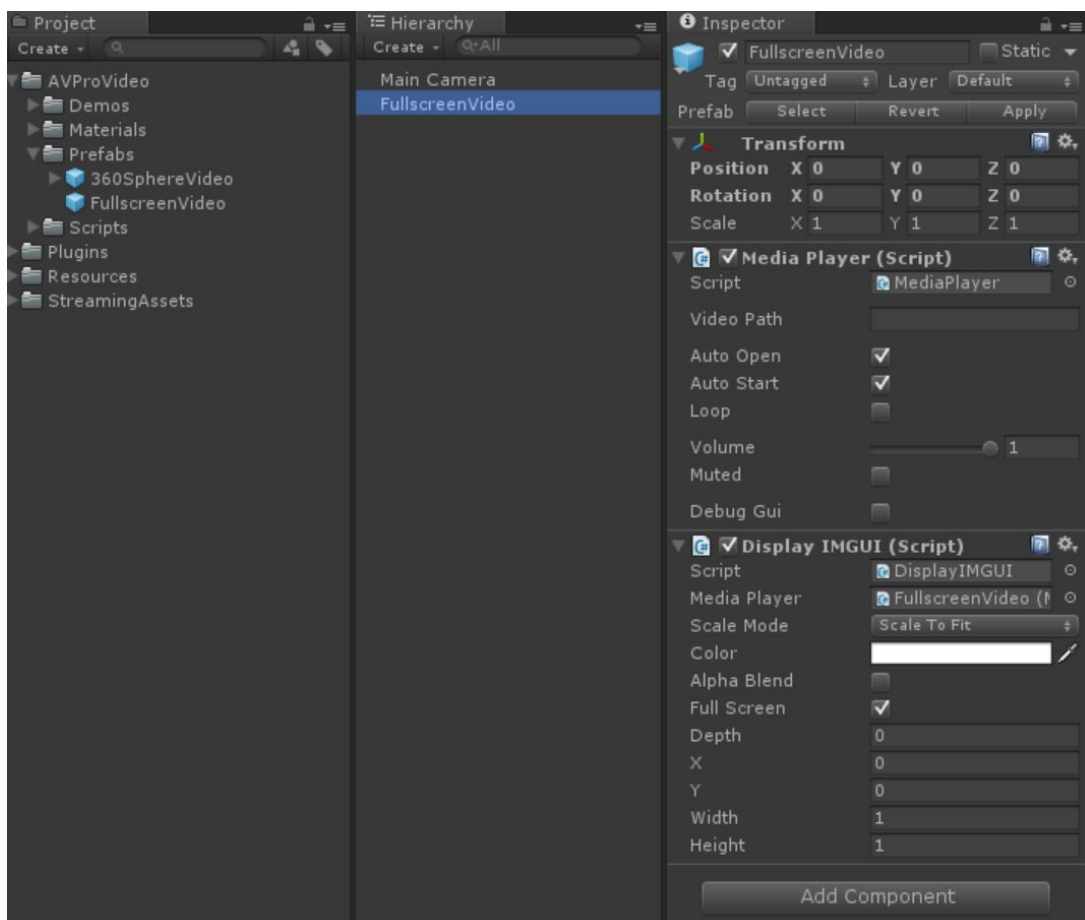 Project
Create
AVProVideo
Demos
Materials
Prefabs
360SphereVideo
FullscreenVideo
Scripts
Plugins
Resources
StreamingAssets
Hierarchy
Create All
Main Camera
FullscreenVideo
Inspector
FullscreenVideo Static
Tag Untagged Layer Default
Prefab Select Revert Apply
Transform
Position X 0 Y 0 Z 0
Rotation X 0 Y 0 Z 0
Scale X 1 Y 1 Z 1
Media Player (Script)
Script MediaPlayer
Video Path
Auto Open
Auto Start
Loop
Volume 1
Muted
Debug Gui
Display IMGUI (Script)
Script DisplayIMGUI
Media Player FullscreenVideo (M
Scale Mode Scale To Fit
Color
Alpha Blend
Full Screen
Depth 0
X 0
Y 0
Width 1
Height 1
Add Component